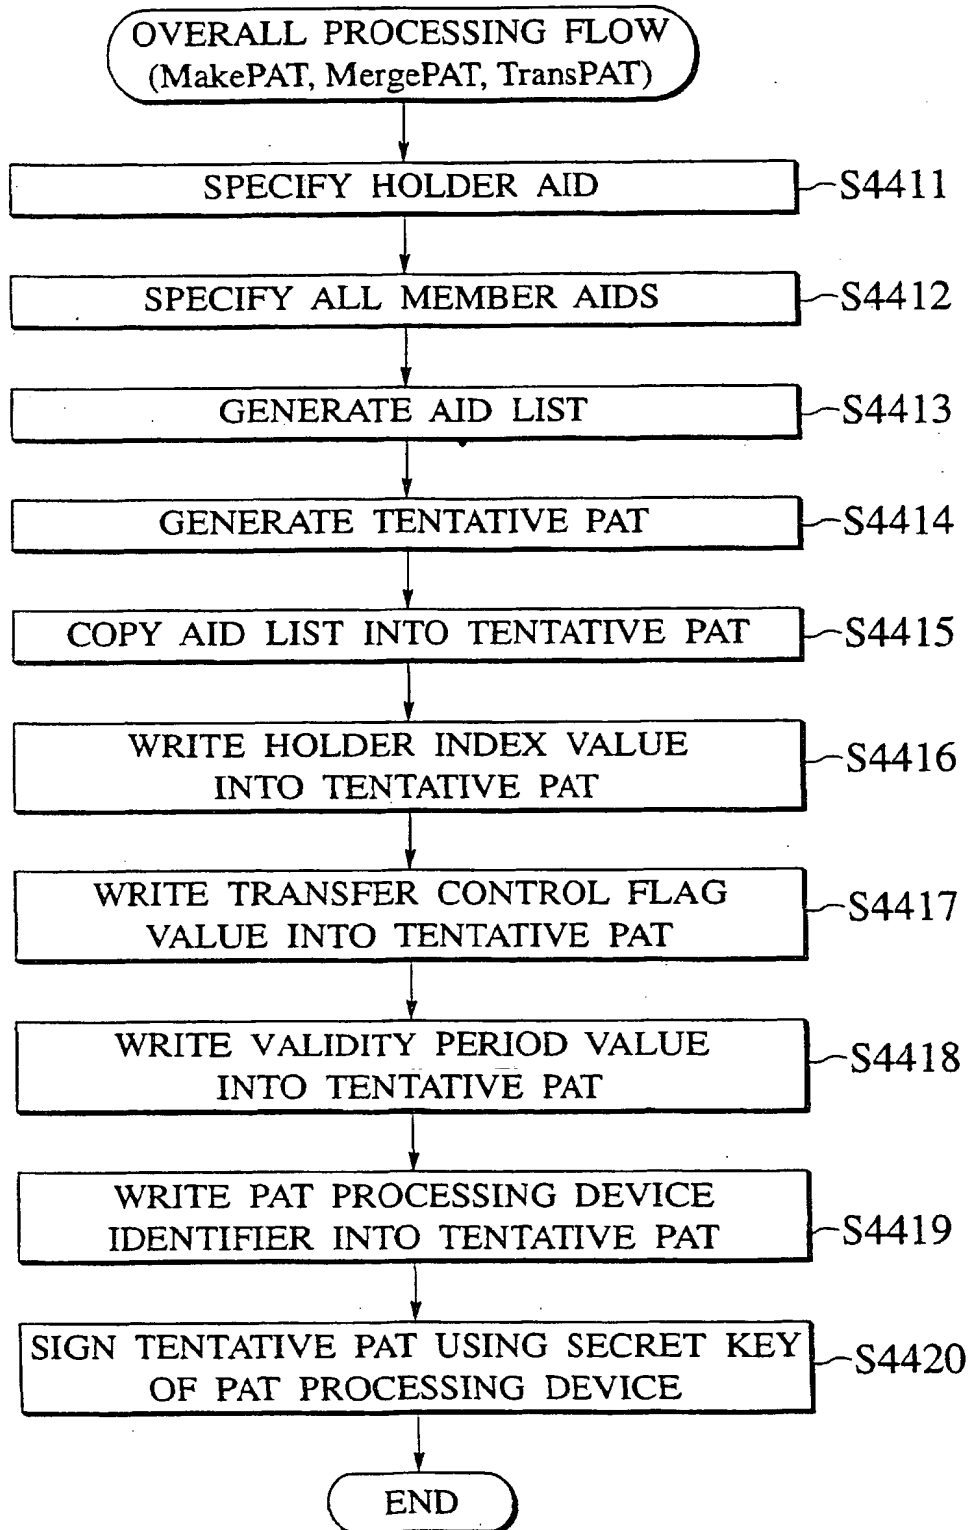 OVERALL PROCESSING FLOW
(MakePAT, MergePAT, TransPAT)
SPECIFY HOLDER AID
S4411
SPECIFY ALL MEMBER AIDS
S4412
GENERATE AID LIST
S4413
GENERATE TENTATIVE PAT
S4414
COPY AID LIST INTO TENTATIVE PAT
S4415
WRITE HOLDER INDEX VALUE
INTO TENTATIVE PAT
S4416
WRITE TRANSFER CONTROL FLAG
VALUE INTO TENTATIVE PAT
S4417
WRITE VALIDITY PERIOD VALUE
INTO TENTATIVE PAT
S4418
WRITE PAT PROCESSING DEVICE
IDENTIFIER INTO TENTATIVE PAT
S4419
SIGN TENTATIVE PAT USING SECRET KEY
OF PAT PROCESSING DEVICE
S4420
END